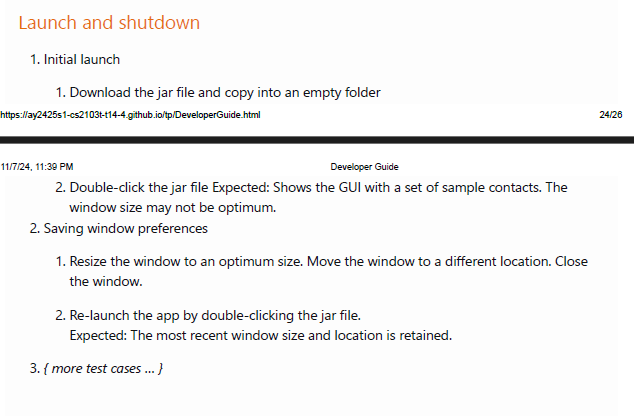 Launch and shutdown
1. Initial launch
1. Download the jar file and copy into an empty folder
https://ay2425s1-cs2103t-t14-4.github.io/tp/DeveloperGuide.html 24/26
11/7/24, 11:39 PM Developer Guide
2. Double-click the jar file Expected: Shows the GUI with a set of sample contacts. The
window size may not be optimum.
2. Saving window preferences
1. Resize the window to an optimum size. Move the window to a different location. Close
the window.
2. Re-launch the app by double-clicking the jar file.
Expected: The most recent window size and location is retained.
3. { more test cases … }